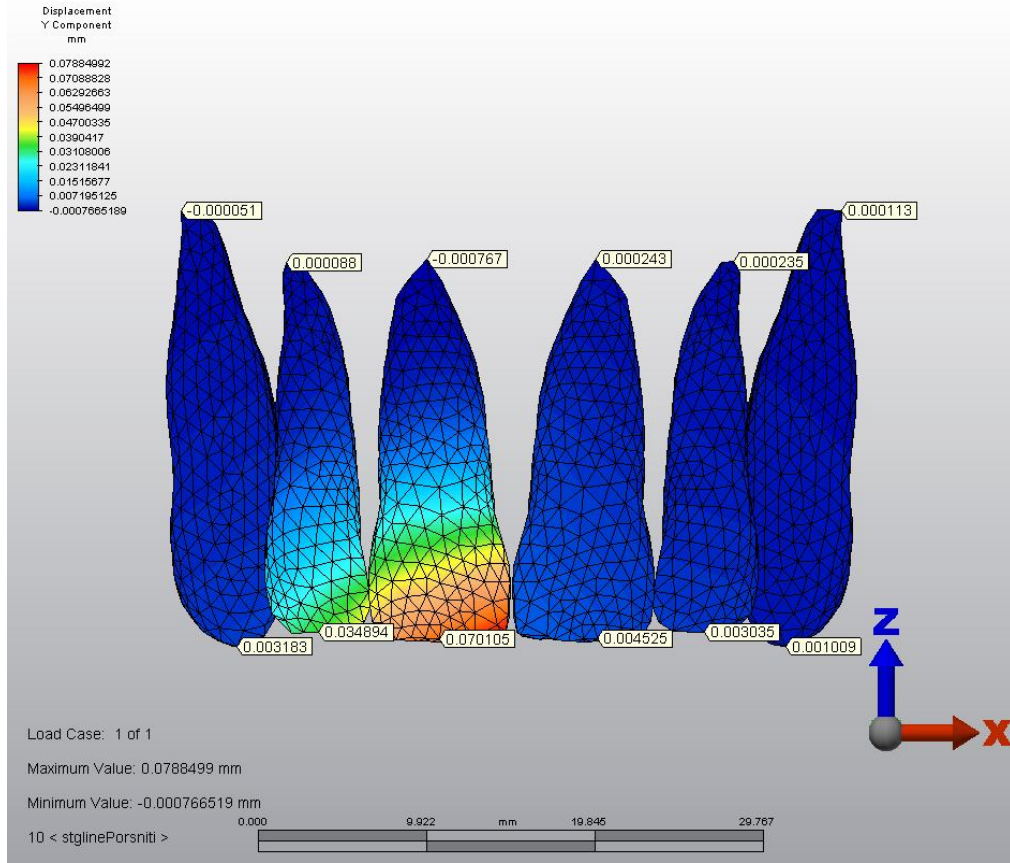 Displacement
Y Component
mm
0.07884992
0.07088828
0.06292663
0.05496499
0.04700335
0.0390417
0.03108006
0.02311841
0.01515677
0.007195125
-0.0007665189
-0.000051
0.000113
0.000088
-0.000767
0.000243
0.000235
0.034894
0.070105
0.004525
0.003035
0.003183
0.001009
Z
X
Load Case: 1 of 1
Maximum Value: 0.0788499 mm
Minimum Value: -0.000766519 mm
0.000 9.922 mm 19.845 29.767
10 < stglinePorsniti >